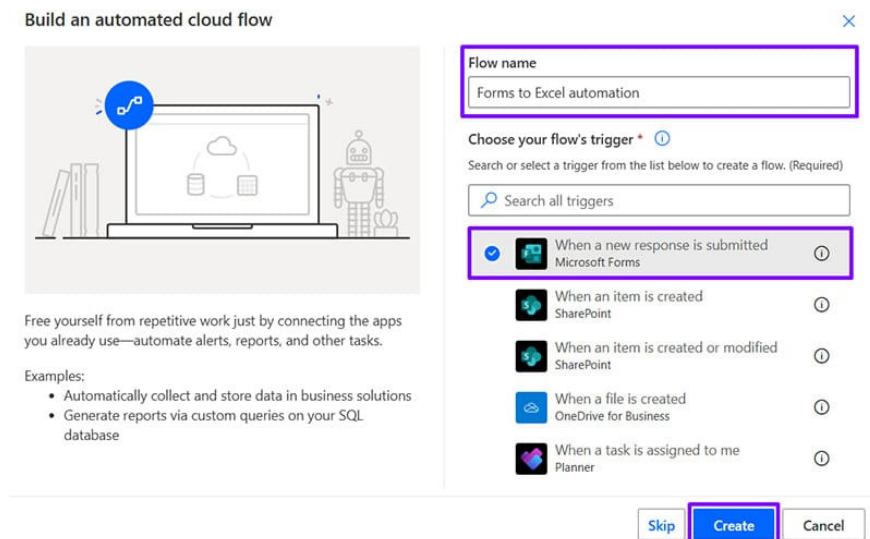 Build an automated cloud flow
Free yourself from repetitive work just by connecting the apps
you already use—automate alerts, reports, and other tasks.
Examples:
• Automatically collect and store data in business solutions
• Generate reports via custom queries on your SQL
database
Flow name
Forms to Excel automation
Choose your flow's trigger *
Search or select a trigger from the list below to create a flow. (Required)
Search all triggers
When a new response is submitted
Microsoft Forms
When an item is created
SharePoint
When an item is created or modified
SharePoint
When a file is created
OneDrive for Business
When a task is assigned to me
Planner
Skip
Create
Cancel